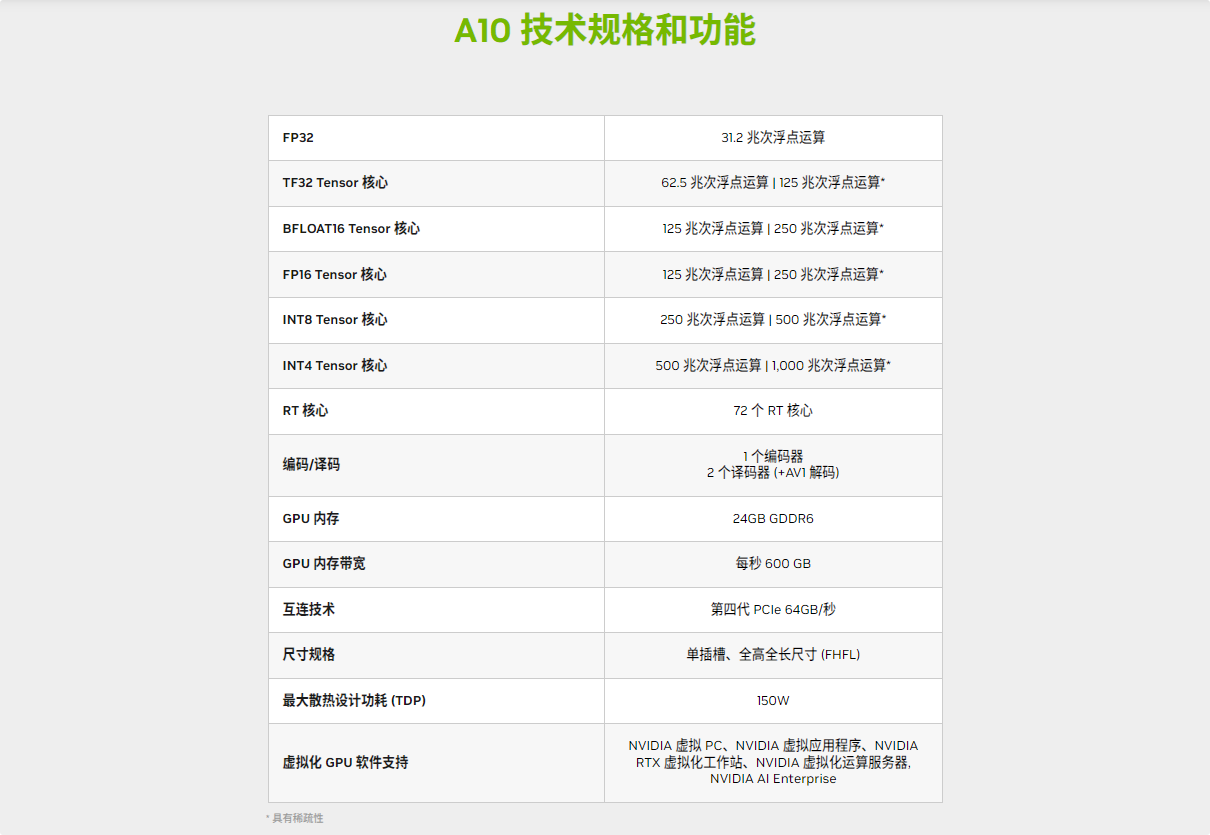 A10 技术规格和功能
FP32
31.2 兆次浮点运算
TF32 Tensor 核心
62.5 兆次浮点运算 | 125 兆次浮点运算*
BFLOAT16 Tensor 核心
125 兆次浮点运算 | 250 兆次浮点运算*
FP16 Tensor 核心
125 兆次浮点运算 | 250 兆次浮点运算*
INT8 Tensor 核心
250 兆次浮点运算 | 500 兆次浮点运算*
INT4 Tensor 核心
500 兆次浮点运算 | 1,000 兆次浮点运算*
RT 核心
72 个 RT 核心
编码/译码
1 个编码器
2 个译码器 (+AV1 解码)
GPU 内存
24GB GDDR6
GPU 内存带宽
每秒 600 GB
互连技术
第四代 PCIe 64GB/秒
尺寸规格
单插槽、全高全长尺寸 (FHFL)
最大散热设计功耗 (TDP)
150W
虚拟化 GPU 软件支持
NVIDIA 虚拟 PC、NVIDIA 虚拟应用程序、NVIDIA
RTX 虚拟化工作站、NVIDIA 虚拟化运算服务器,
NVIDIA AI Enterprise
* 具有稀疏性